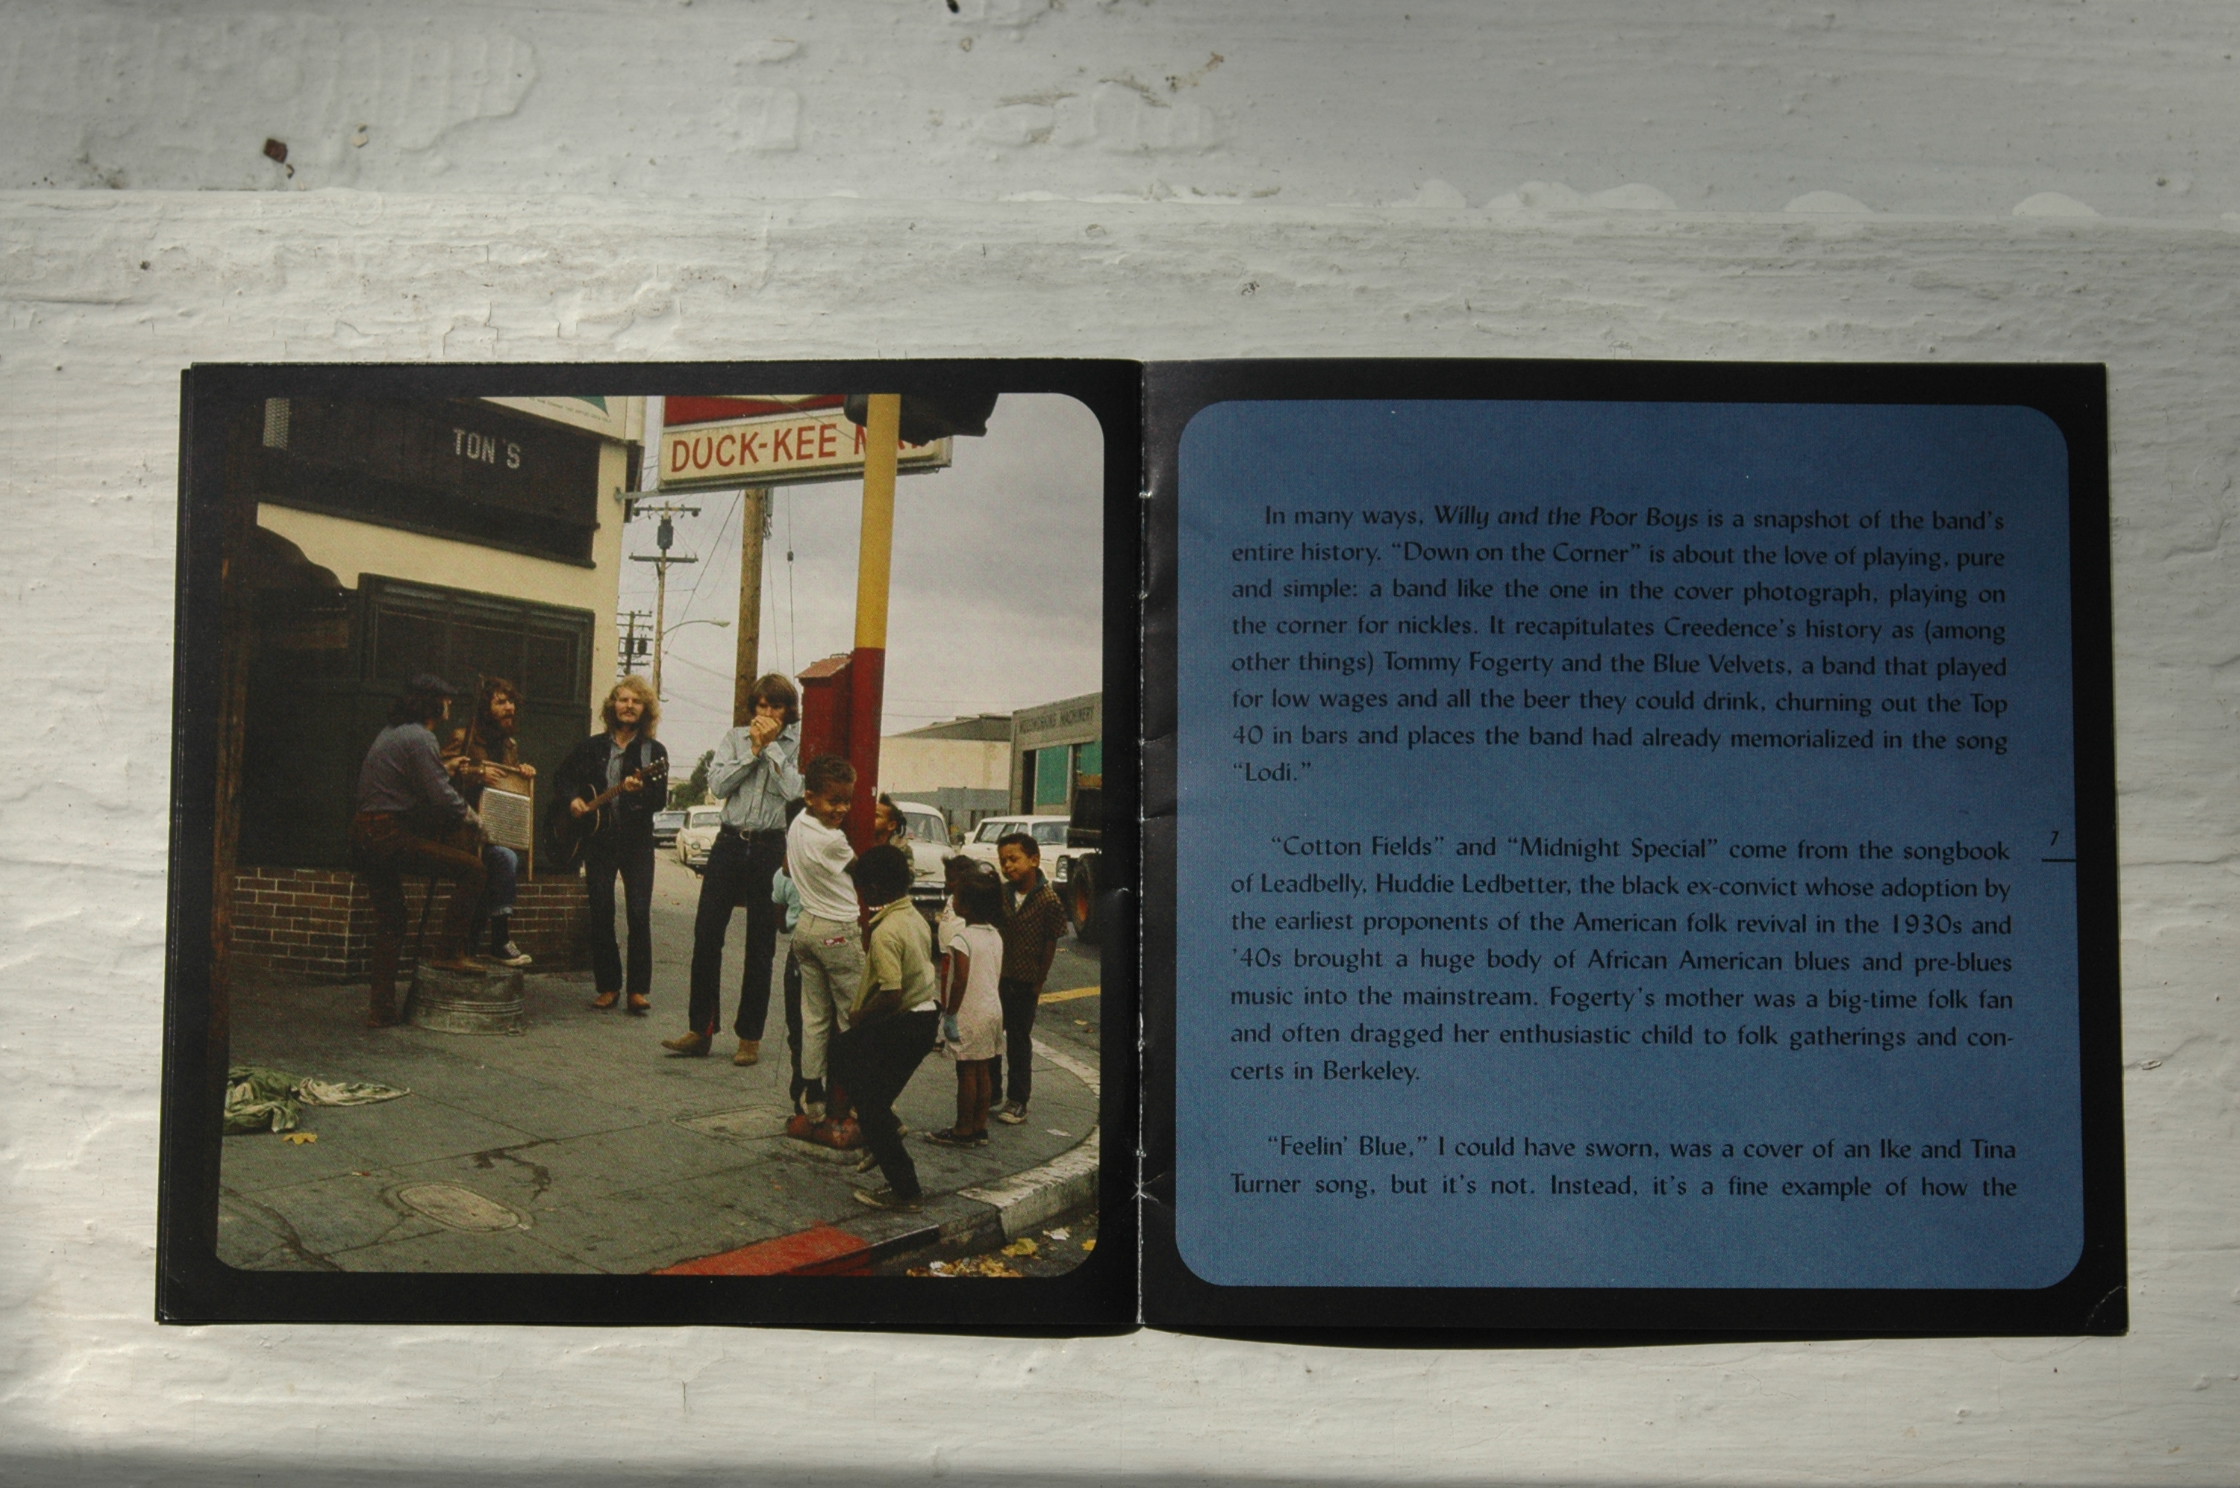 TON'S
DUCK-KEE
WOODWORKING MACHINERY
In many ways, Willy and the Poor Boys is a snapshot of the band's
entire history. “Down on the Corner” is about the love of playing, pure
and simple: a band like the one in the cover photograph, playing on
the corner for nickles. It recapitulates Creedence's history as (among
other things) Tommy Fogerty and the Blue Velvets, a band that played
for low wages and all the beer they could drink, churning out the Top
40 in bars and places the band had already memorialized in the song
“Lodi.”
“Cotton Fields” and “Midnight Special” come from the songbook
of Leadbelly, Huddie Ledbetter, the black ex-convict whose adoption by
the earliest proponents of the American folk revival in the 1930s and
'40s brought a huge body of African American blues and pre-blues
music into the mainstream. Fogerty's mother was a big-time folk fan
and often dragged her enthusiastic child to folk gatherings and con-
certs in Berkeley.
7
“Feelin' Blue,” I could have sworn, was a cover of an Ike and Tina
Turner song, but it's not. Instead, it's a fine example of how the